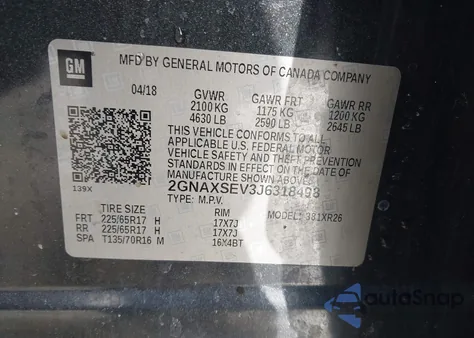 GM
MFD BY GENERAL MOTORS OF CANADA COMPANY
04/18 GVWR GAWR FRT GAWR RR
2100 KG 1175 KG 1200 KG
4630 LB 2590 LB 2645 LB
THIS VEHICLE CONFORMS TO ALL
APPLICABLE U.S. FEDERAL MOTOR
VEHICLE SAFETY AND THEFT PREVENTION
STANDARDS IN EFFECT ON THE DATE OF
MANUFACTURE SHOWN ABOVE.
139X 2GNAXSEV3J6318493
TYPE: M.P.V. MODEL: 381XR26
TIRE SIZE RIM
FRT 225/65R17 H 17X7J
RR 225/65R17 H 17X7J
SPA T135/70R16 M 16X4BT
autoSnap